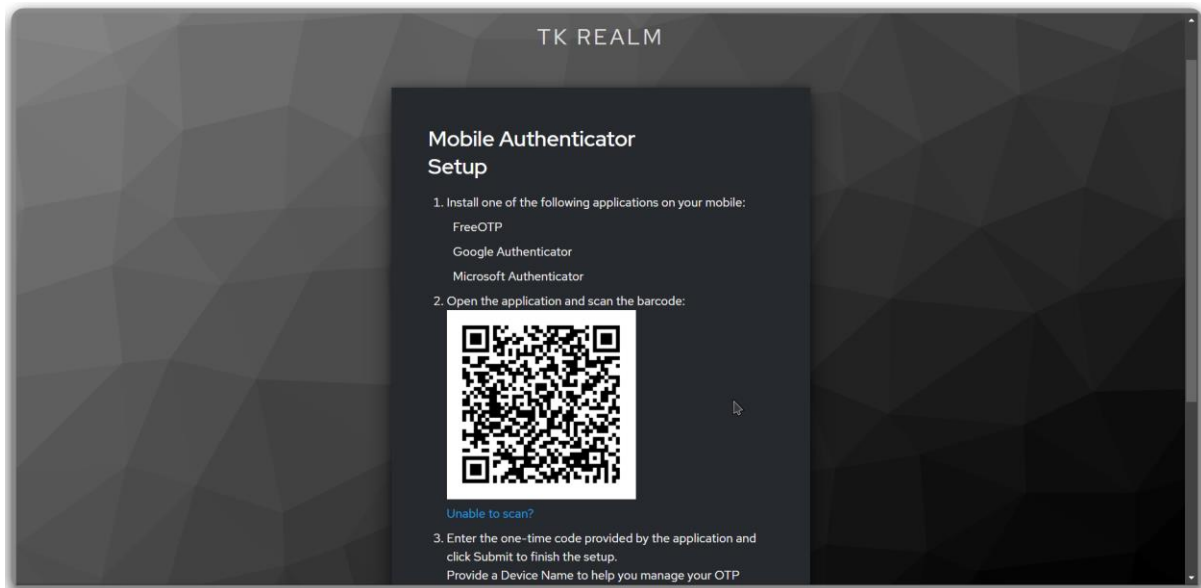 TK REALM
Mobile Authenticator
Setup
1. Install one of the following applications on your mobile:
FreeOTP
Google Authenticator
Microsoft Authenticator
2. Open the application and scan the barcode:
Unable to scan?
3. Enter the one-time code provided by the application and
click Submit to finish the setup.
Provide a Device Name to help you manage your OTP